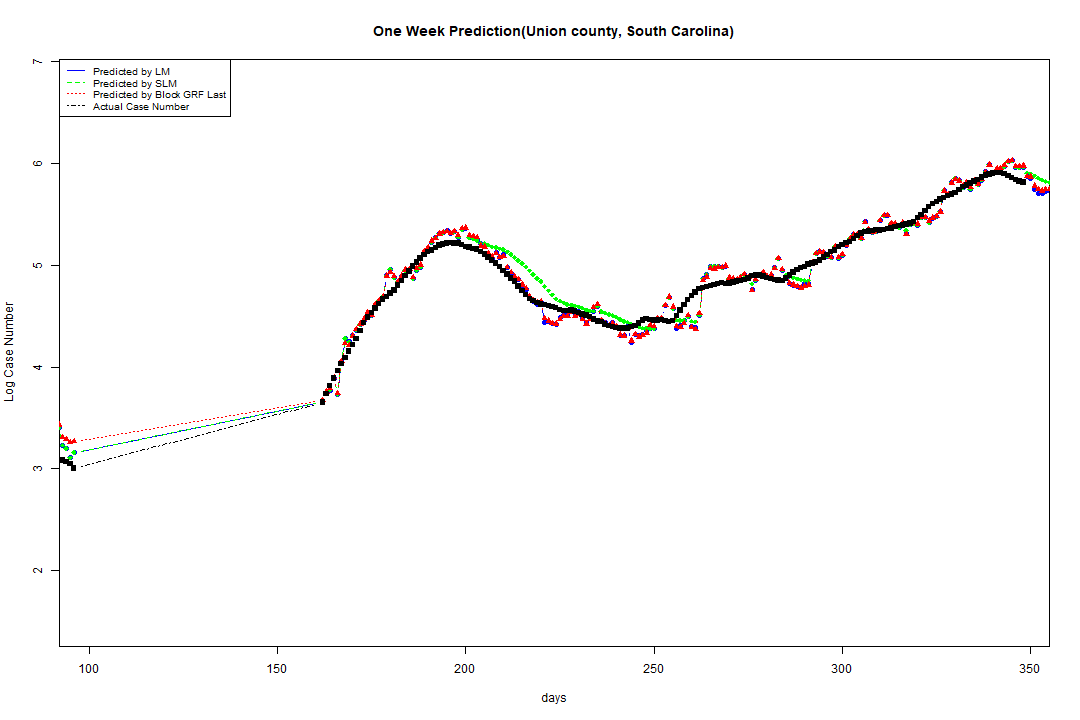 One Week Prediction(Union county, South Carolina)
Predicted by LM
Predicted by SLM
Predicted by Block GRF Last
Actual Case Number
7
6
5
4
3
2
Log Case Number
100 150 200 250 300 350
days